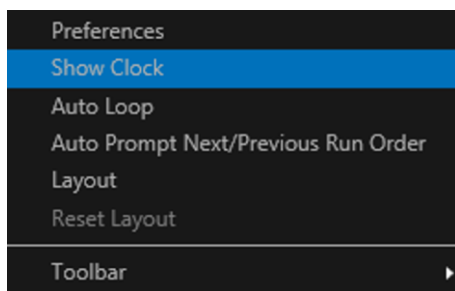 Preferences
Show Clock
Auto Loop
Auto Prompt Next/Previous Run Order
Layout
Reset Layout
Toolbar